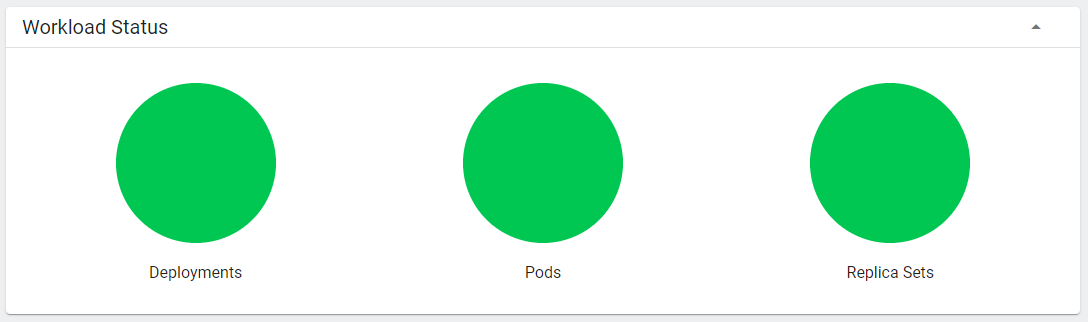 Workload Status
Deployments
Pods
Replica Sets